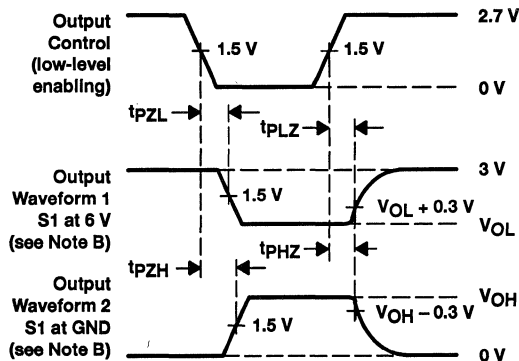 Output
Control
(low-level
enabling)
1.5 V
1.5 V
2.7 V
0 V
tPZL
tPLZ
Output
Waveform 1
S1 at 6 V
(see Note B)
1.5 V
3 V
VOL + 0.3 V
VOL
tPZH
tPHZ
Output
Waveform 2
S1 at GND
(see Note B)
1.5 V
VOH
VOH − 0.3 V
0 V